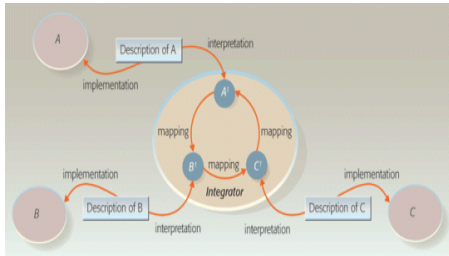 A
Description of A
interpretation
implementation
A'
mapping
mapping
B'
mapping
C'
Integrator
implementation
implementation
B
Description of B
Description of C
C
interpretation
interpretation